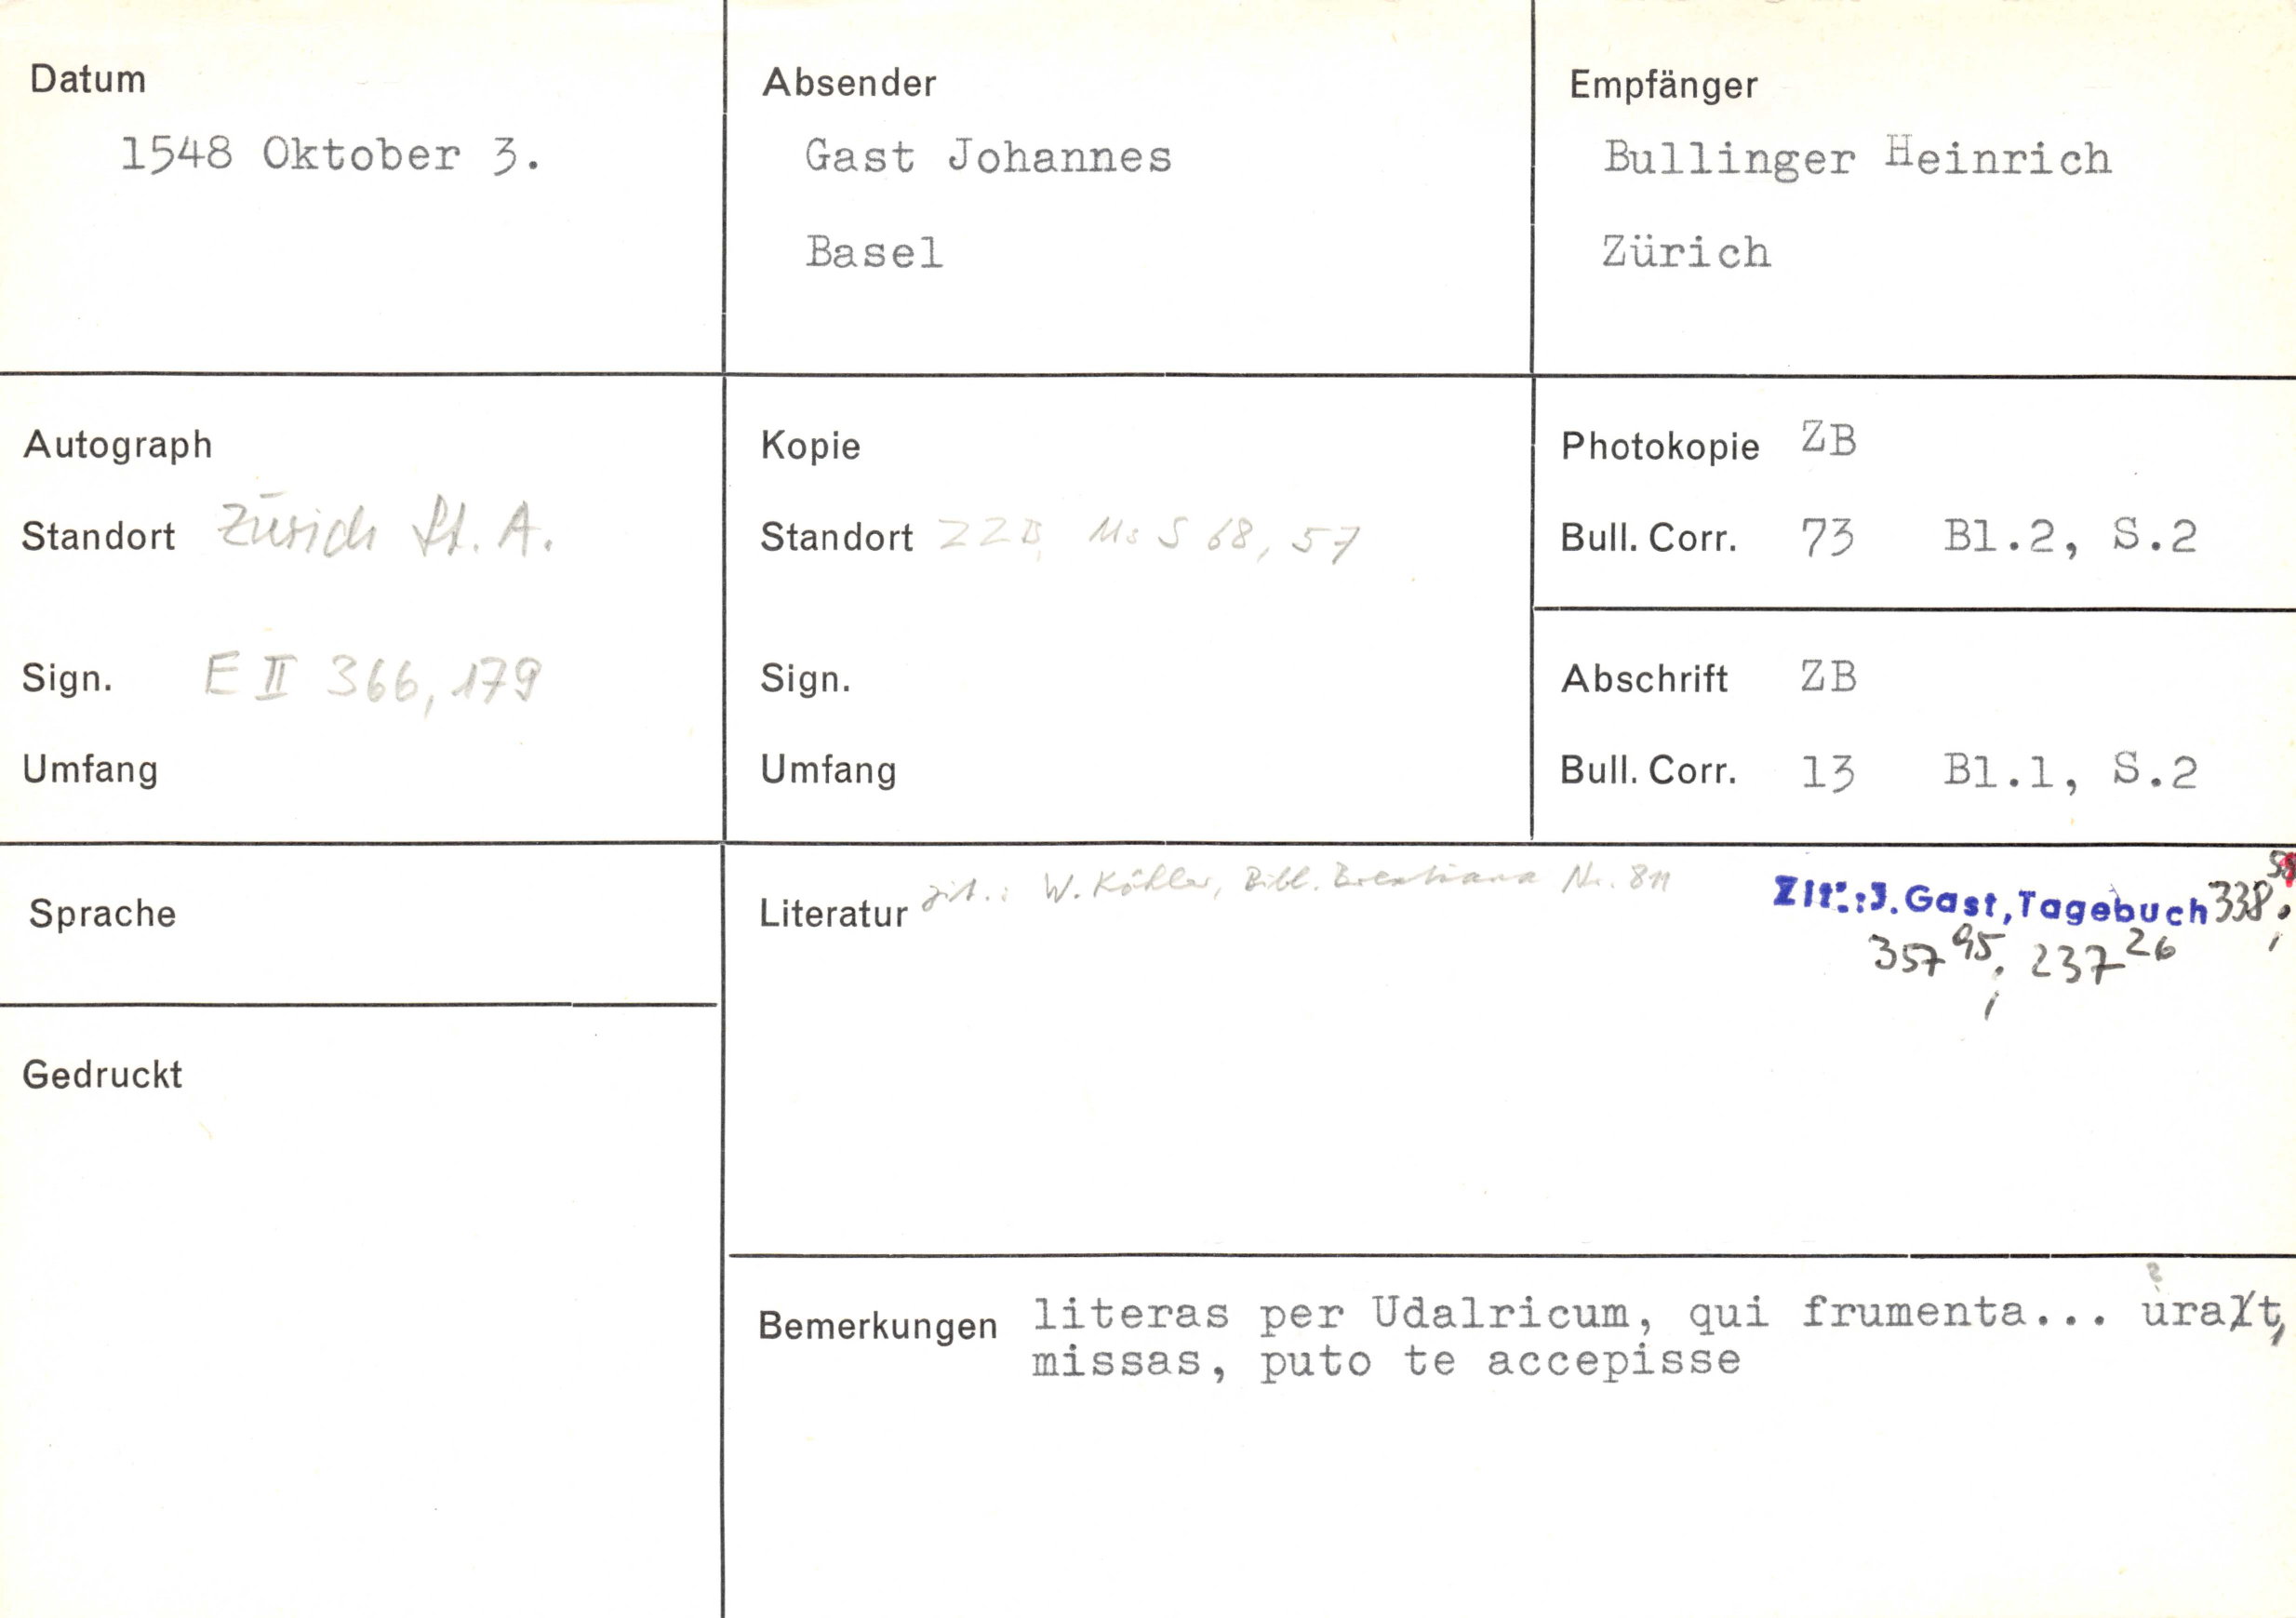 Datum
1548 Oktober 3.
Absender
Gast Johannes
Basel
Empfänger
Bullinger Heinrich
Zürich
Autograph
Standort Zürich St. A.
Sign. E II 366, 179
Umfang
Kopie
Standort ZZB, Ms S 68, 57
Sign.
Umfang
Photokopie ZB
Bull. Corr. 73 Bl.2, S.2
Abschrift ZB
Bull. Corr. 13 Bl.1, S.2
Sprache
Gedruckt
Literatur zit.: W. Köhler, Bibl. Brentiana Nr. 811
Zit.: J. Gast, Tagebuch 338
357 95; 237 26
Bemerkungen literas per Udalricum, qui frumenta...
missas, puto te accepisse